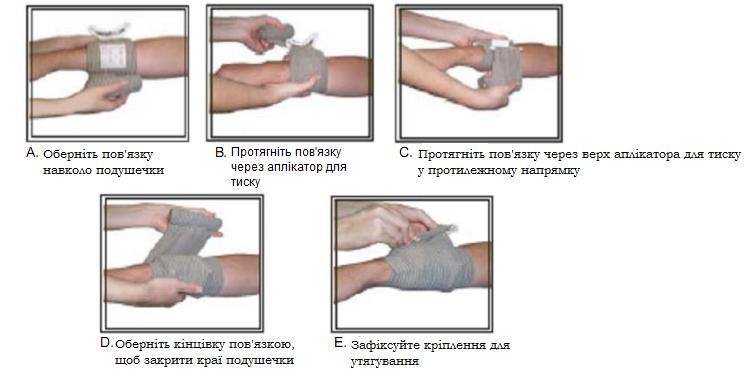 A. Оберніть пов'язку
навколо подушечки
B. Протягніть пов'язку
через аплікатор для
тиску
C. Протягніть пов'язку через верх аплікатора для тиску
у протилежному напрямку
D. Оберніть кінцівку пов'язкою,
щоб закрити краї подушечки
E. Зафіксуйте кріплення для
утягування